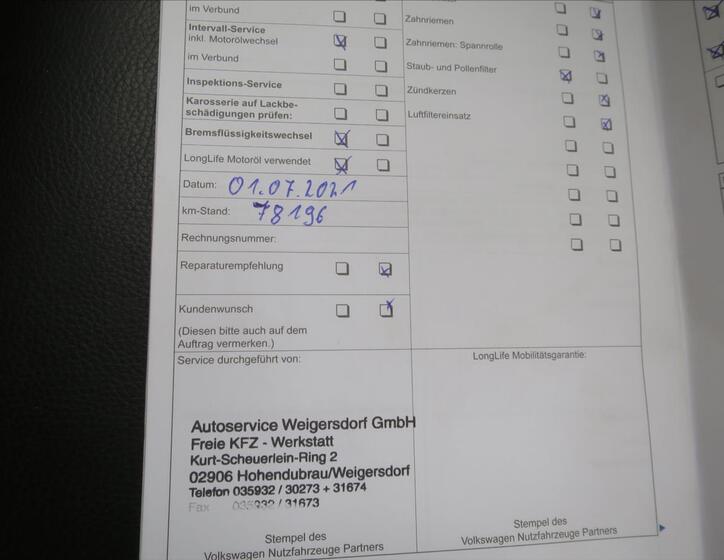 im Verbund
Intervall-Service
inkl. Motorölwechsel
im Verbund
Inspektions-Service
Karosserie auf Lackbe-
schädigungen prüfen:
Bremsflüssigkeitswechsel
LongLife Motoröl verwendet
Datum: 01.07.2021
km-Stand: 78196
Rechnungsnummer:
Reparaturempfehlung
Kundenwunsch
(Diesen bitte auch auf dem
Auftrag vermerken.)
Service durchgeführt von:
Autoservice Weigersdorf GmbH
Freie KFZ - Werkstatt
Kurt-Scheuerlein-Ring 2
02906 Hohendubrau/Weigersdorf
Telefon 035932 / 30273 + 31674
Fax 035932 / 31673
Stempel des
Volkswagen Nutzfahrzeuge Partners
Zahnriemen
Zahnriemen: Spannrolle
Staub- und Pollenfilter
Zündkerzen
Luftfiltereinsatz
LongLife Mobilitätsgarantie:
Stempel des
Volkswagen Nutzfahrzeuge Partners